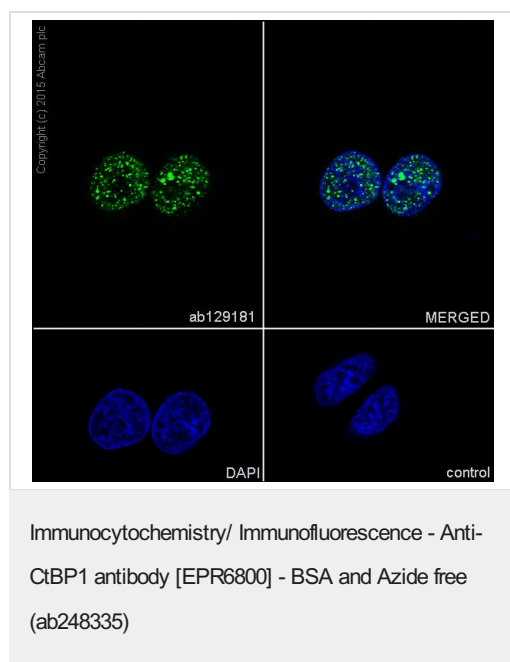 Copyright (c) 2015 Abcam plc
ab129181
MERGED
DAPI
control
Immunocytochemistry/ Immunofluorescence - Anti-
CtBP1 antibody [EPR6800] - BSA and Azide free
(ab248335)